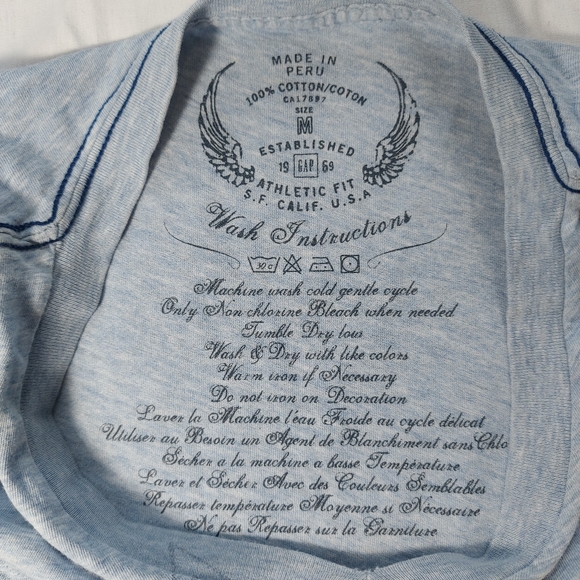 MADE IN
PERU
100% COTTON/COTON
CA17897
SIZE
M
ESTABLISHED
19 GAP 69
ATHLETIC FIT
S.F. CALIF. U.S.A
Wash Instructions
30c
Machine wash cold gentle cycle
Only Non chlorine Bleach when needed
Tumble Dry low
Wash & Dry with like colors
Warm iron if Necessary
Do not iron on Decoration
Laver la Machine l'eau Froide au cycle délicat
Utiliser au Besoin un Agent de Blanchiment sans Chlo
Sécher a la machine a basse Température
Laver et Sécher Avec des Couleurs Semblables
Repasser température Moyenne si Nécessaire
Ne pas Repasser sur la Garniture